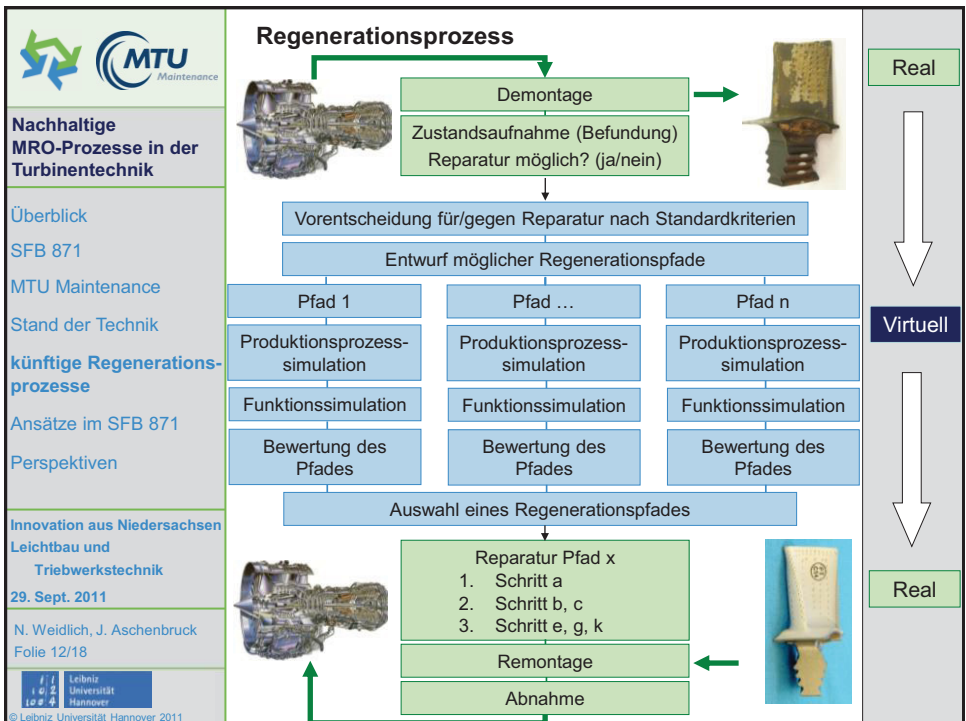 MTU
Maintenance
Nachhaltige
MRO-Prozesse in der
Turbinentechnik
Überblick
SFB 871
MTU Maintenance
Stand der Technik
künftige Regenerations-
prozesse
Ansätze im SFB 871
Perspektiven
Innovation aus Niedersachsen
Leichtbau und
Triebwerkstechnik
29. Sept. 2011
N. Weidlich, J. Aschenbruck
Folie 12/18
Leibniz
Universität
Hannover
© Leibniz Universität Hannover 2011
Regenerationsprozess
Demontage
Zustandsaufnahme (Befundung)
Reparatur möglich? (ja/nein)
Vorentscheidung für/gegen Reparatur nach Standardkriterien
Entwurf möglicher Regenerationspfade
Pfad 1
Pfad ...
Pfad n
Produktionsprozess-
simulation
Produktionsprozess-
simulation
Produktionsprozess-
simulation
Funktionssimulation
Funktionssimulation
Funktionssimulation
Bewertung des
Pfades
Bewertung des
Pfades
Bewertung des
Pfades
Auswahl eines Regenerationspfades
Reparatur Pfad x
1. Schritt a
2. Schritt b, c
3. Schritt e, g, k
Remontage
Abnahme
Real
Virtuell
Real